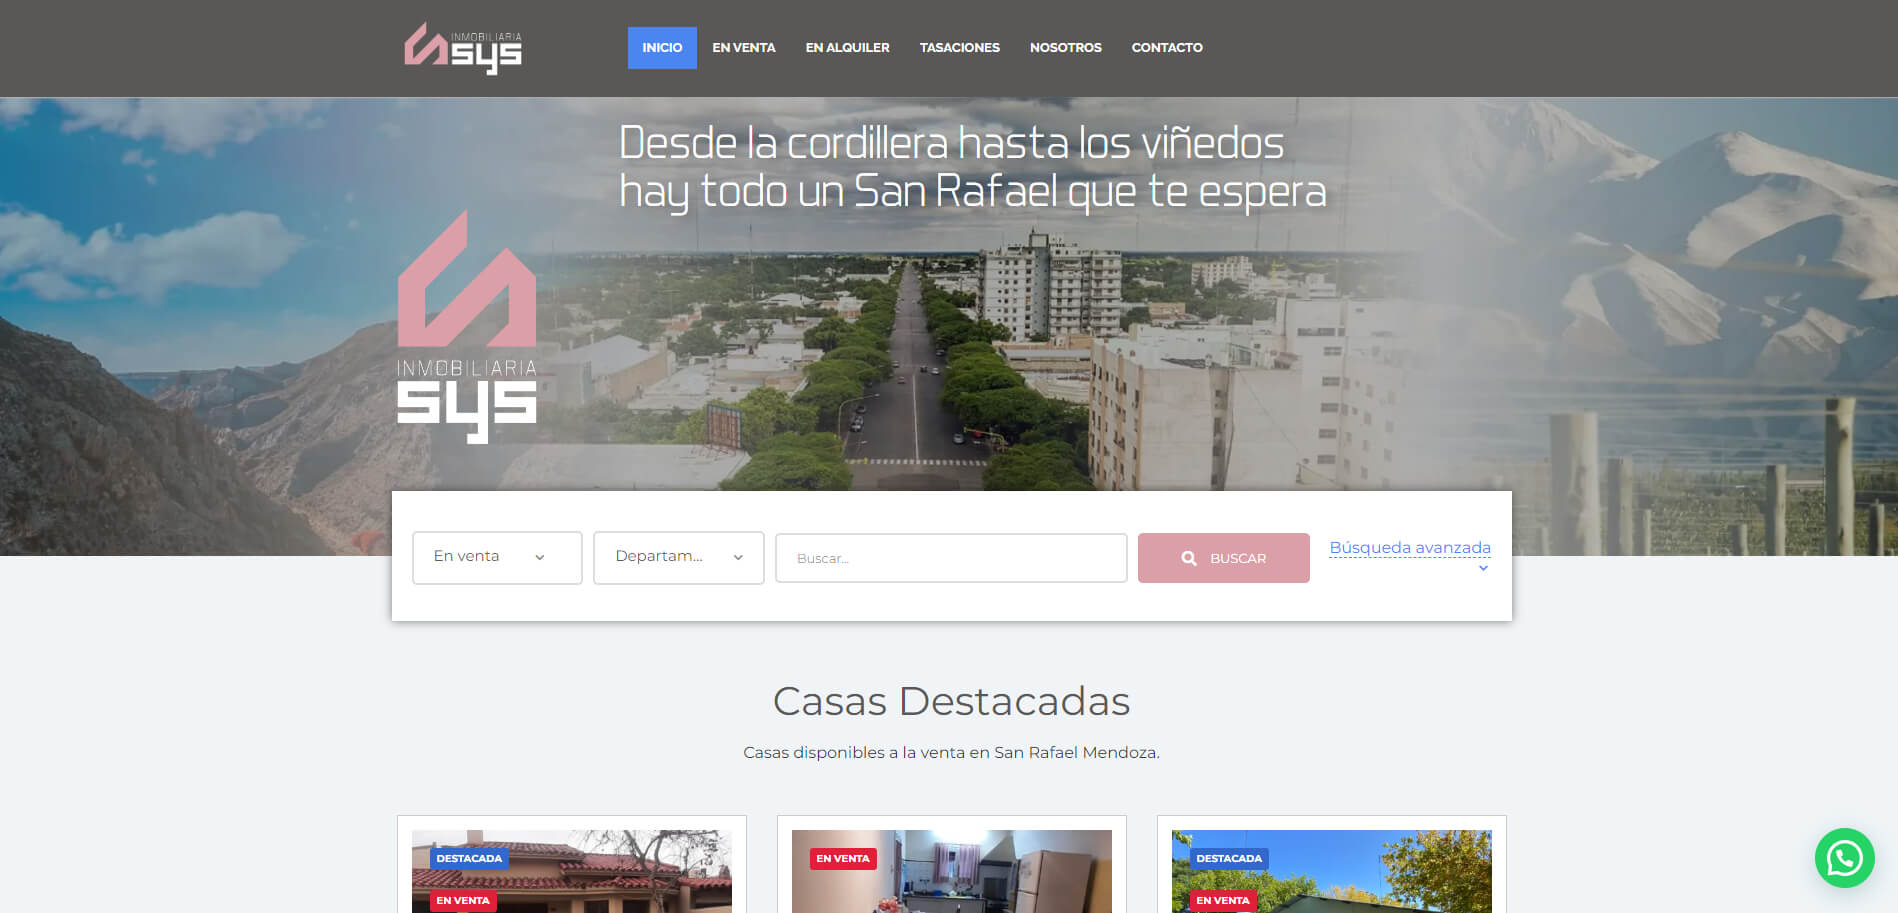 INMOBILIARIA
sys
INICIO
EN VENTA
EN ALQUILER
TASACIONES
NOSOTROS
CONTACTO
Desde la cordillera hasta los viñedos
hay todo un San Rafael que te espera
INMOBILIARIA
sys
En venta
Departam...
Buscar...
BUSCAR
Búsqueda avanzada
Casas Destacadas
Casas disponibles a la venta en San Rafael Mendoza.
DESTACADA
EN VENTA
EN VENTA
DESTACADA
EN VENTA